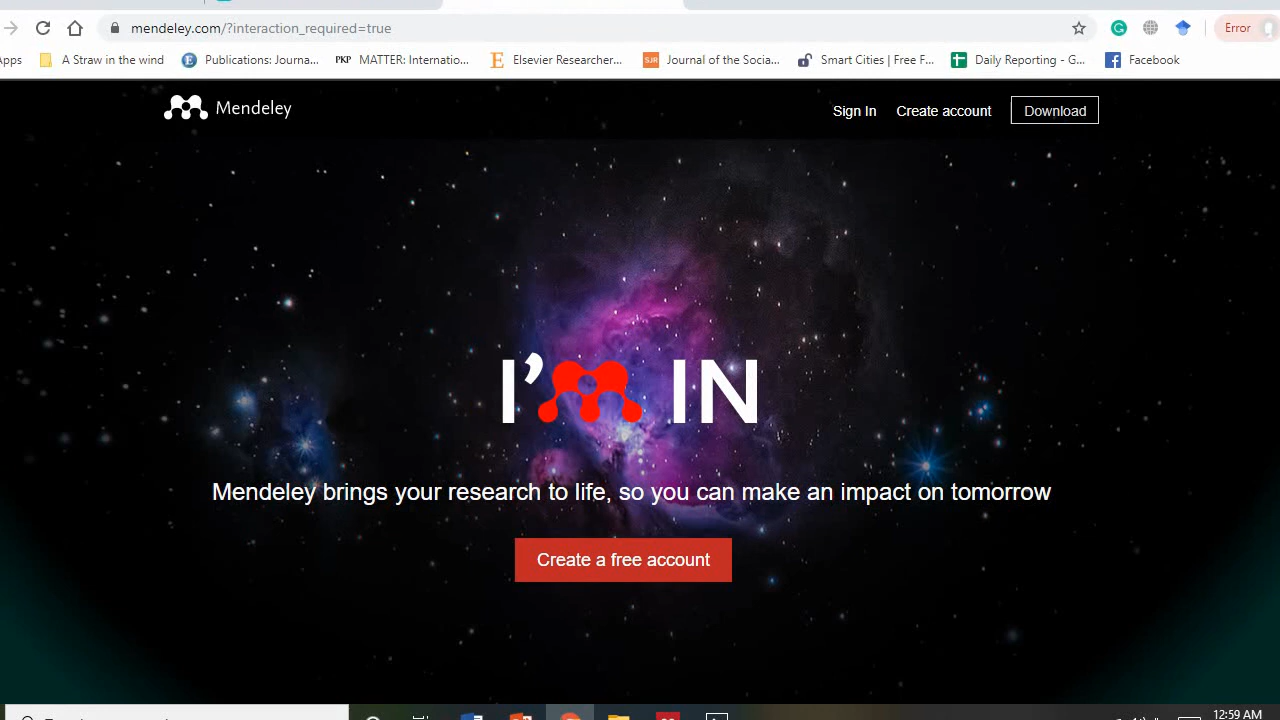 mendeley.com/?interaction_required=true
Error
pps A Straw in the wind Publications: Journa... PKP MATTER: Internatio... E Elsevier Researcher... SJR Journal of the Socia... Smart Cities | Free F... Daily Reporting - G... Facebook
Mendeley Sign In Create account Download
I'M IN
Mendeley brings your research to life, so you can make an impact on tomorrow
Create a free account
12:59 AM